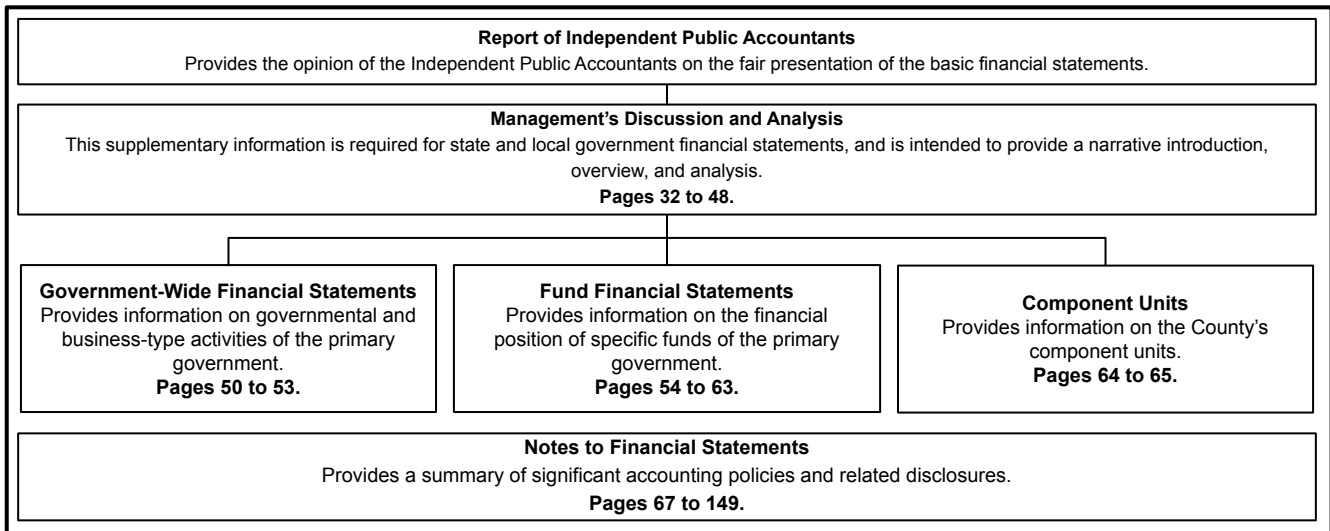 Report of Independent Public Accountants
Provides the opinion of the Independent Public Accountants on the fair presentation of the basic financial statements.
Management’s Discussion and Analysis
This supplementary information is required for state and local government financial statements, and is intended to provide a narrative introduction,
overview, and analysis.
Pages 32 to 48.
Government-Wide Financial Statements
Provides information on governmental and
business-type activities of the primary
government.
Pages 50 to 53.
Fund Financial Statements
Provides information on the financial
position of specific funds of the primary
government.
Pages 54 to 63.
Component Units
Provides information on the County’s
component units.
Pages 64 to 65.
Notes to Financial Statements
Provides a summary of significant accounting policies and related disclosures.
Pages 67 to 149.